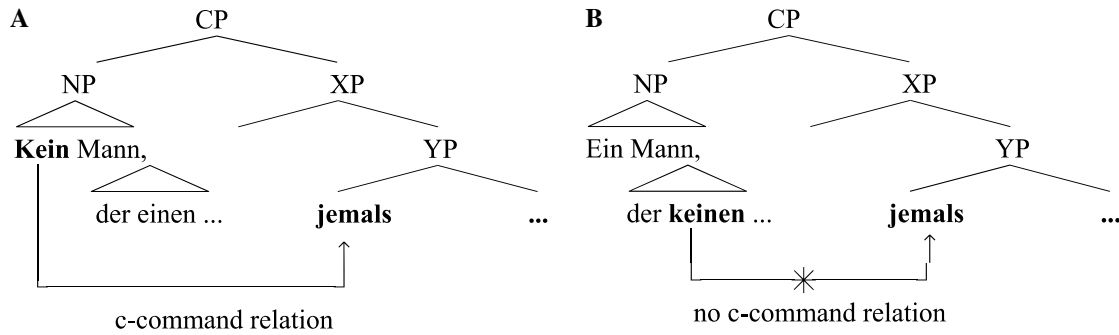 A
CP
NP XP
Kein Mann, YP
der einen ... jemals ...
c-command relation
B
CP
NP XP
Ein Mann, YP
der keinen ... jemals ...
no c-command relation